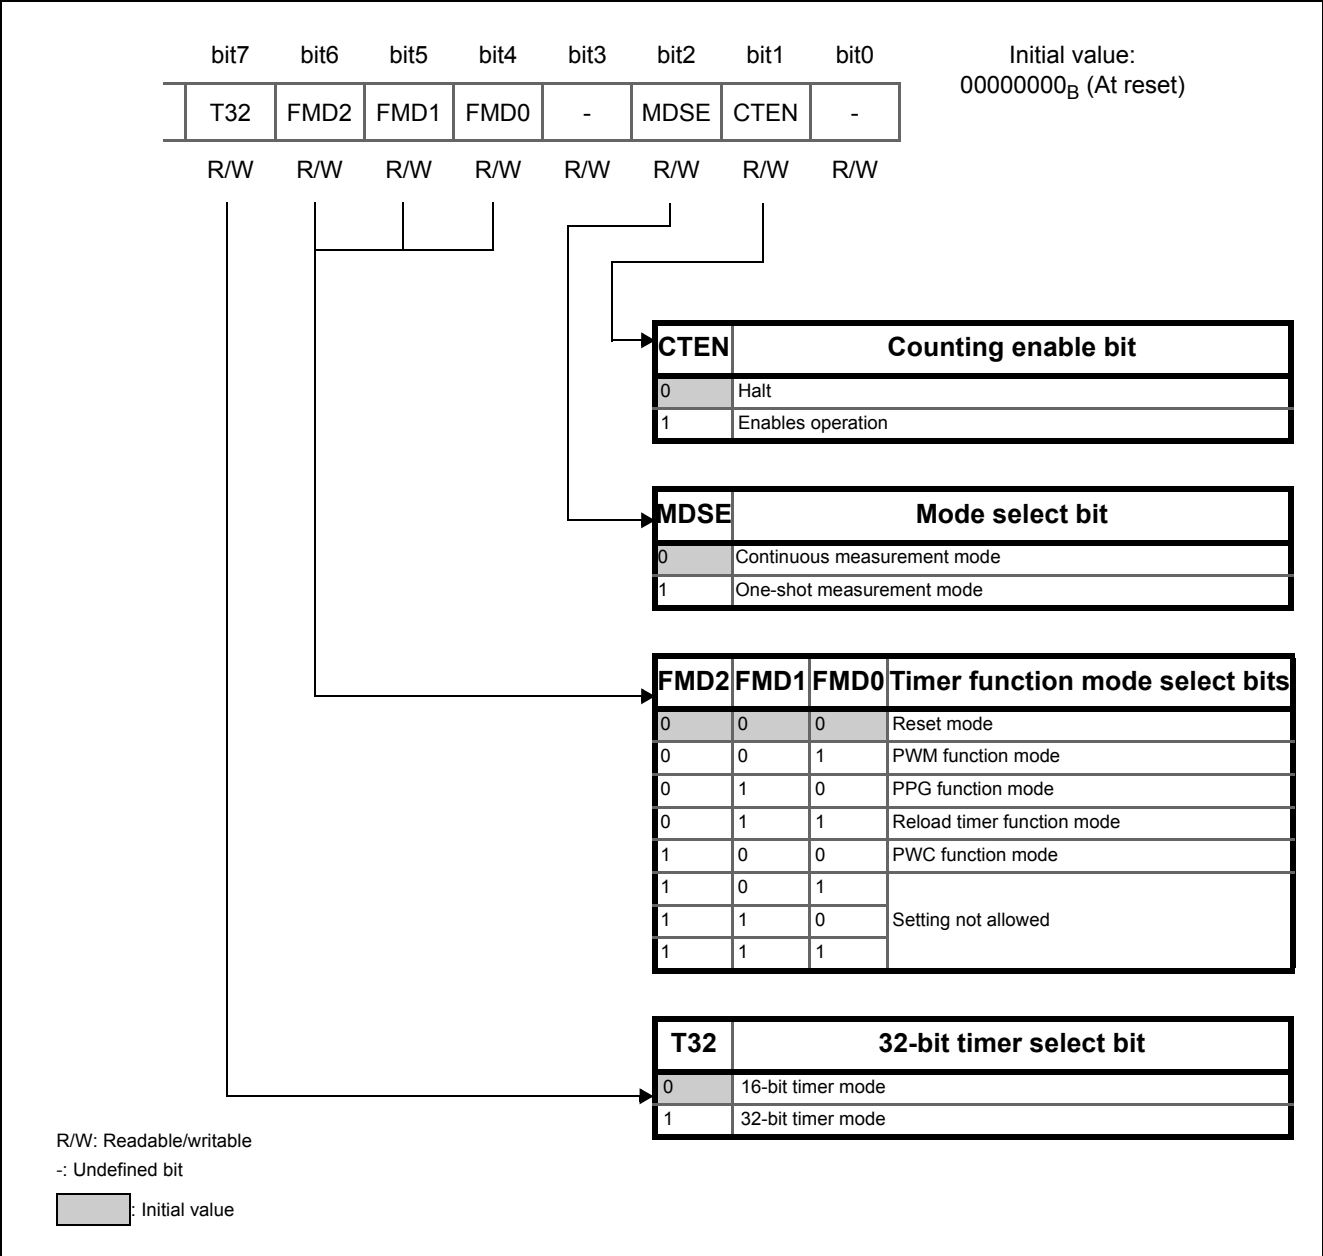 bit7 bit6 bit5 bit4 bit3 bit2 bit1 bit0 Initial value:
00000000B (At reset)
T32 FMD2 FMD1 FMD0 - MDSE CTEN -
R/W R/W R/W R/W R/W R/W R/W R/W
CTEN Counting enable bit
0 Halt
1 Enables operation
MDSE Mode select bit
0 Continuous measurement mode
1 One-shot measurement mode
FMD2 FMD1 FMD0 Timer function mode select bits
0 0 0 Reset mode
0 0 1 PWM function mode
0 1 0 PPG function mode
0 1 1 Reload timer function mode
1 0 0 PWC function mode
1 0 1
1 1 0 Setting not allowed
1 1 1
T32 32-bit timer select bit
0 16-bit timer mode
1 32-bit timer mode
R/W: Readable/writable
-: Undefined bit
: Initial value